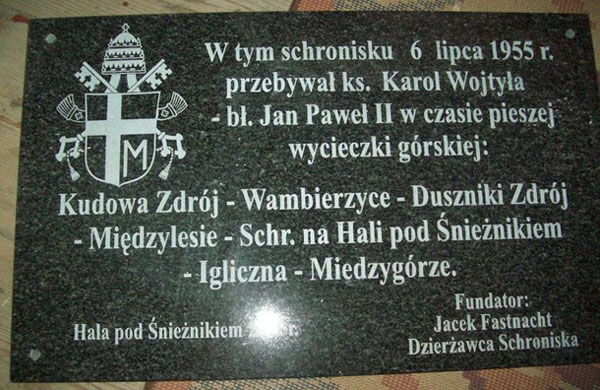 W tym schronisku 6 lipca 1955 r.
przebywał ks. Karol Wojtyła
- bł. Jan Paweł II w czasie pieszej
wycieczki górskiej:
Kudowa Zdrój - Wambierzyce - Duszniki Zdrój
- Międzylesie - Schr. na Hali pod Śnieżnikiem
- Igliczna - Miedzygórze.
Fundator:
Jacek Fastnacht
Dzierżawca Schroniska
Hala pod Śnieżnikiem r.
M